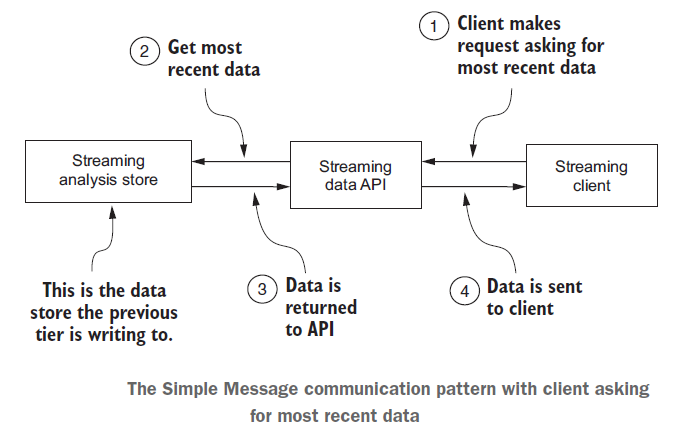 1 Client makes
request asking for
most recent data
2 Get most
recent data
Streaming
analysis store
Streaming
data API
Streaming
client
This is the data
store the previous
tier is writing to.
3 Data is
returned
to API
4 Data is sent
to client
The Simple Message communication pattern with client asking
for most recent data